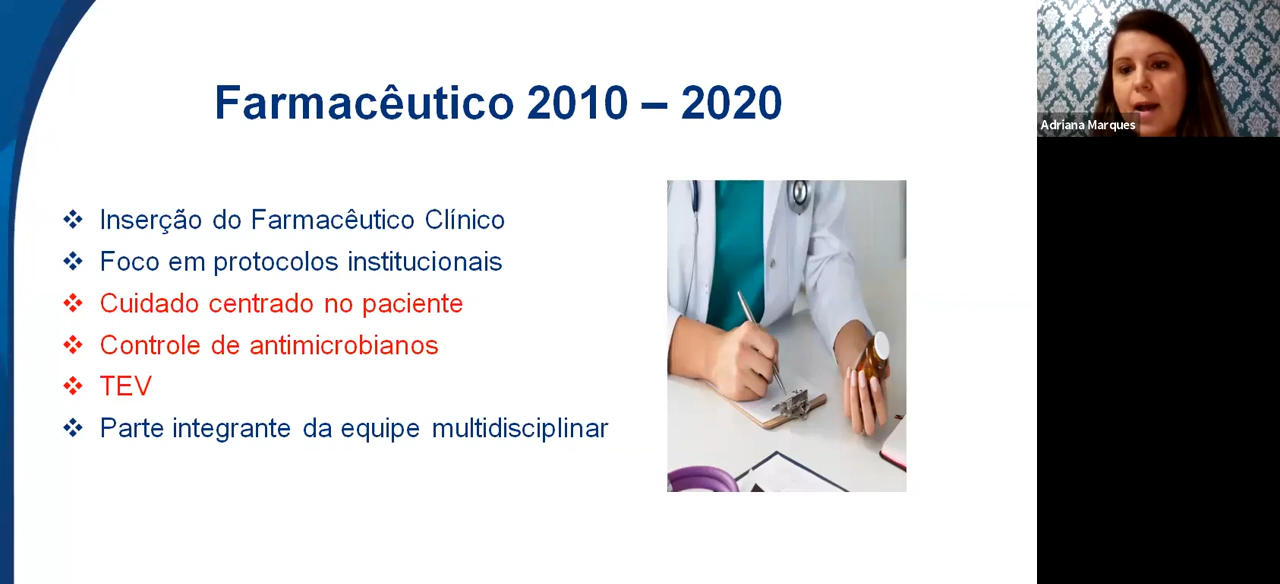 Farmacêutico 2010 – 2020
Inserção do Farmacêutico Clínico
Foco em protocolos institucionais
Cuidado centrado no paciente
Controle de antimicrobianos
TEV
Parte integrante da equipe multidisciplinar
Adriana Marques